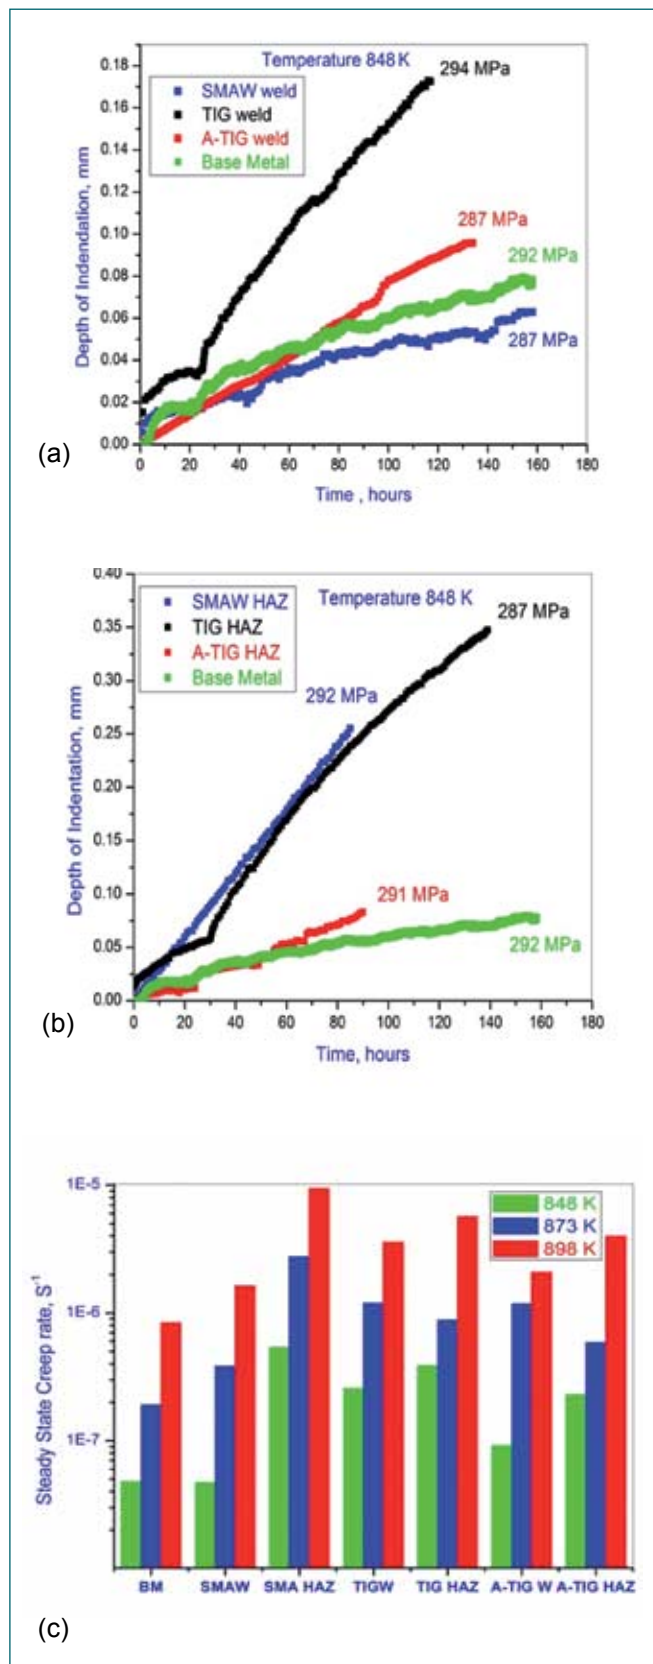 Temperature 848 K
294 MPa
SMAW weld
TIG weld
A-TIG weld
Base Metal
287 MPa
292 MPa
287 MPa
Depth of Indendation, mm
0.18
0.16
0.14
0.12
0.10
0.08
0.06
0.04
0.02
0.00
0 20 40 60 80 100 120 140 160 180
Time , hours
(a)
0.40
0.35
0.30
0.25
0.20
0.15
0.10
0.05
0.00
Depth of Indentation, mm
SMAW HAZ
TIG HAZ
A-TIG HAZ
Base Metal
Temperature 848 K
287 MPa
292 MPa
291 MPa
292 MPa
0 20 40 60 80 100 120 140 160 180
Time, hours
(b)
1E-5
1E-6
1E-7
Steady State Creep rate, S-1
848 K
873 K
898 K
BM SMAW SMA HAZ TIGW TIG HAZ A-TIG W A-TIG HAZ
(c)